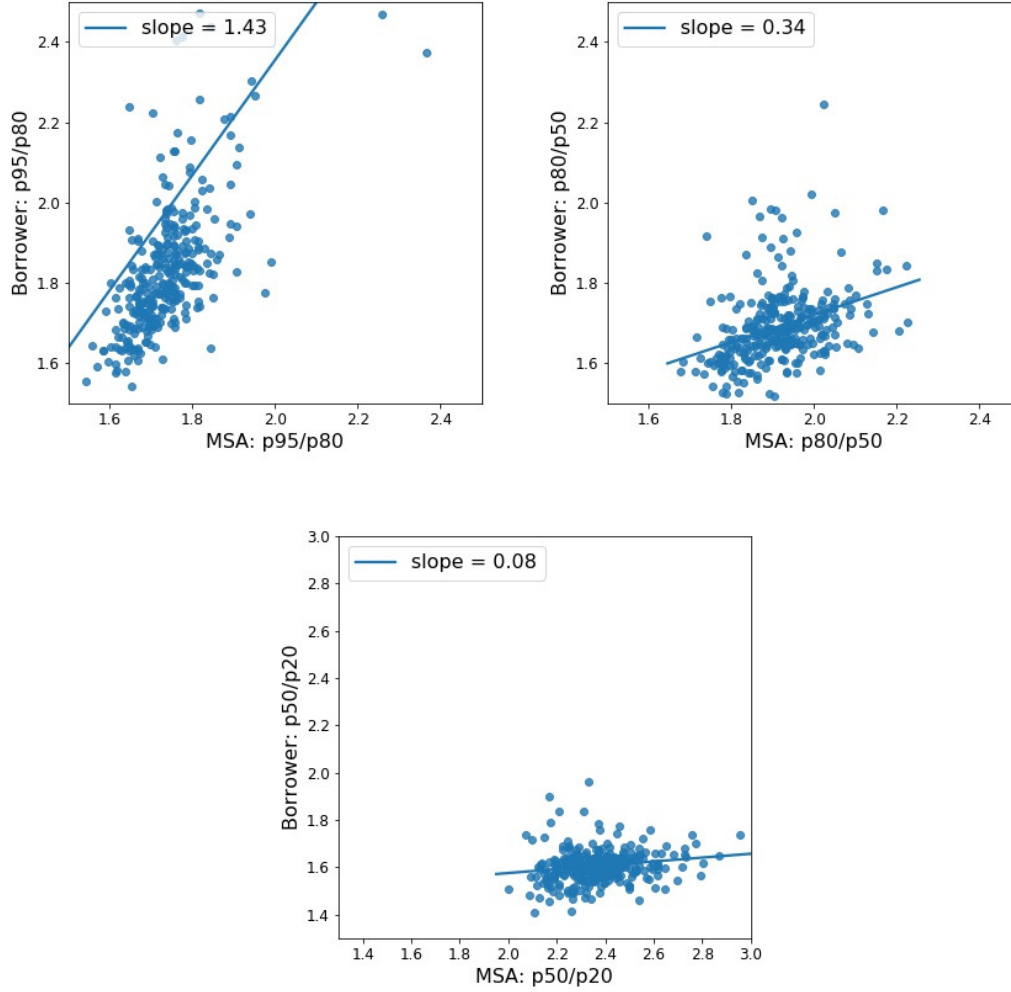 slope = 1.43
2.4
2.2
2.0
1.8
1.6
Borrower: p95/p80
1.6 1.8 2.0 2.2 2.4
MSA: p95/p80
slope = 0.34
2.4
2.2
2.0
1.8
1.6
Borrower: p80/p50
1.6 1.8 2.0 2.2 2.4
MSA: p80/p50
slope = 0.08
3.0
2.8
2.6
2.4
2.2
2.0
1.8
1.6
1.4
Borrower: p50/p20
1.4 1.6 1.8 2.0 2.2 2.4 2.6 2.8 3.0
MSA: p50/p20